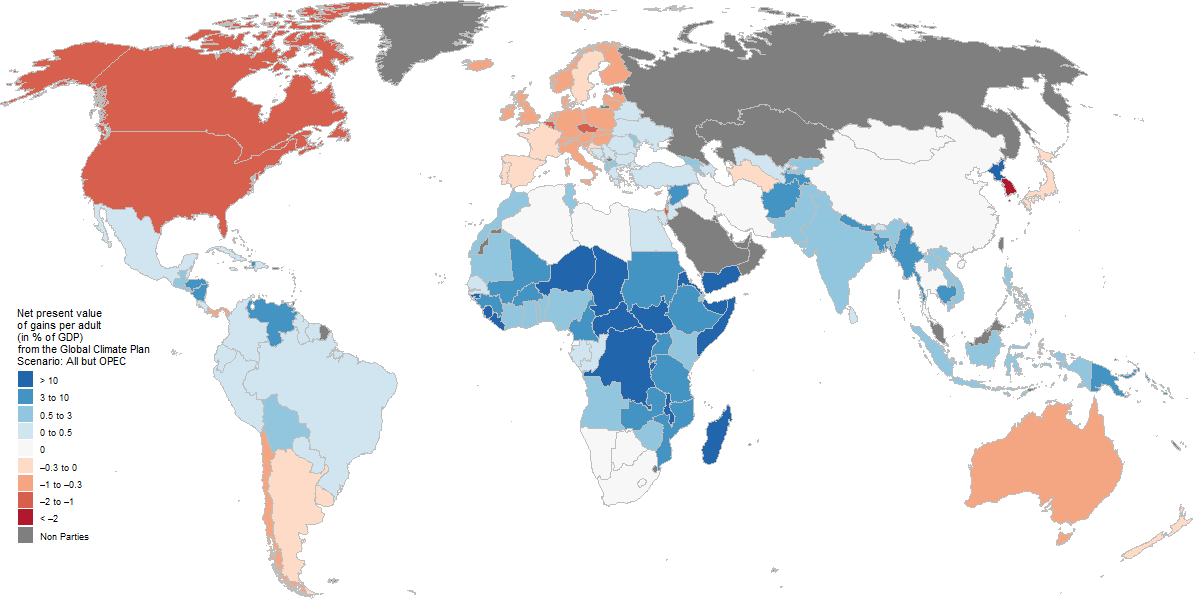 Net present value
of gains per adult
(in % of GDP)
from the Global Climate Plan
Scenario: All but OPEC
> 10
3 to 10
0.5 to 3
0 to 0.5
0
–0.3 to 0
–1 to –0.3
–2 to –1
< –2
Non Parties